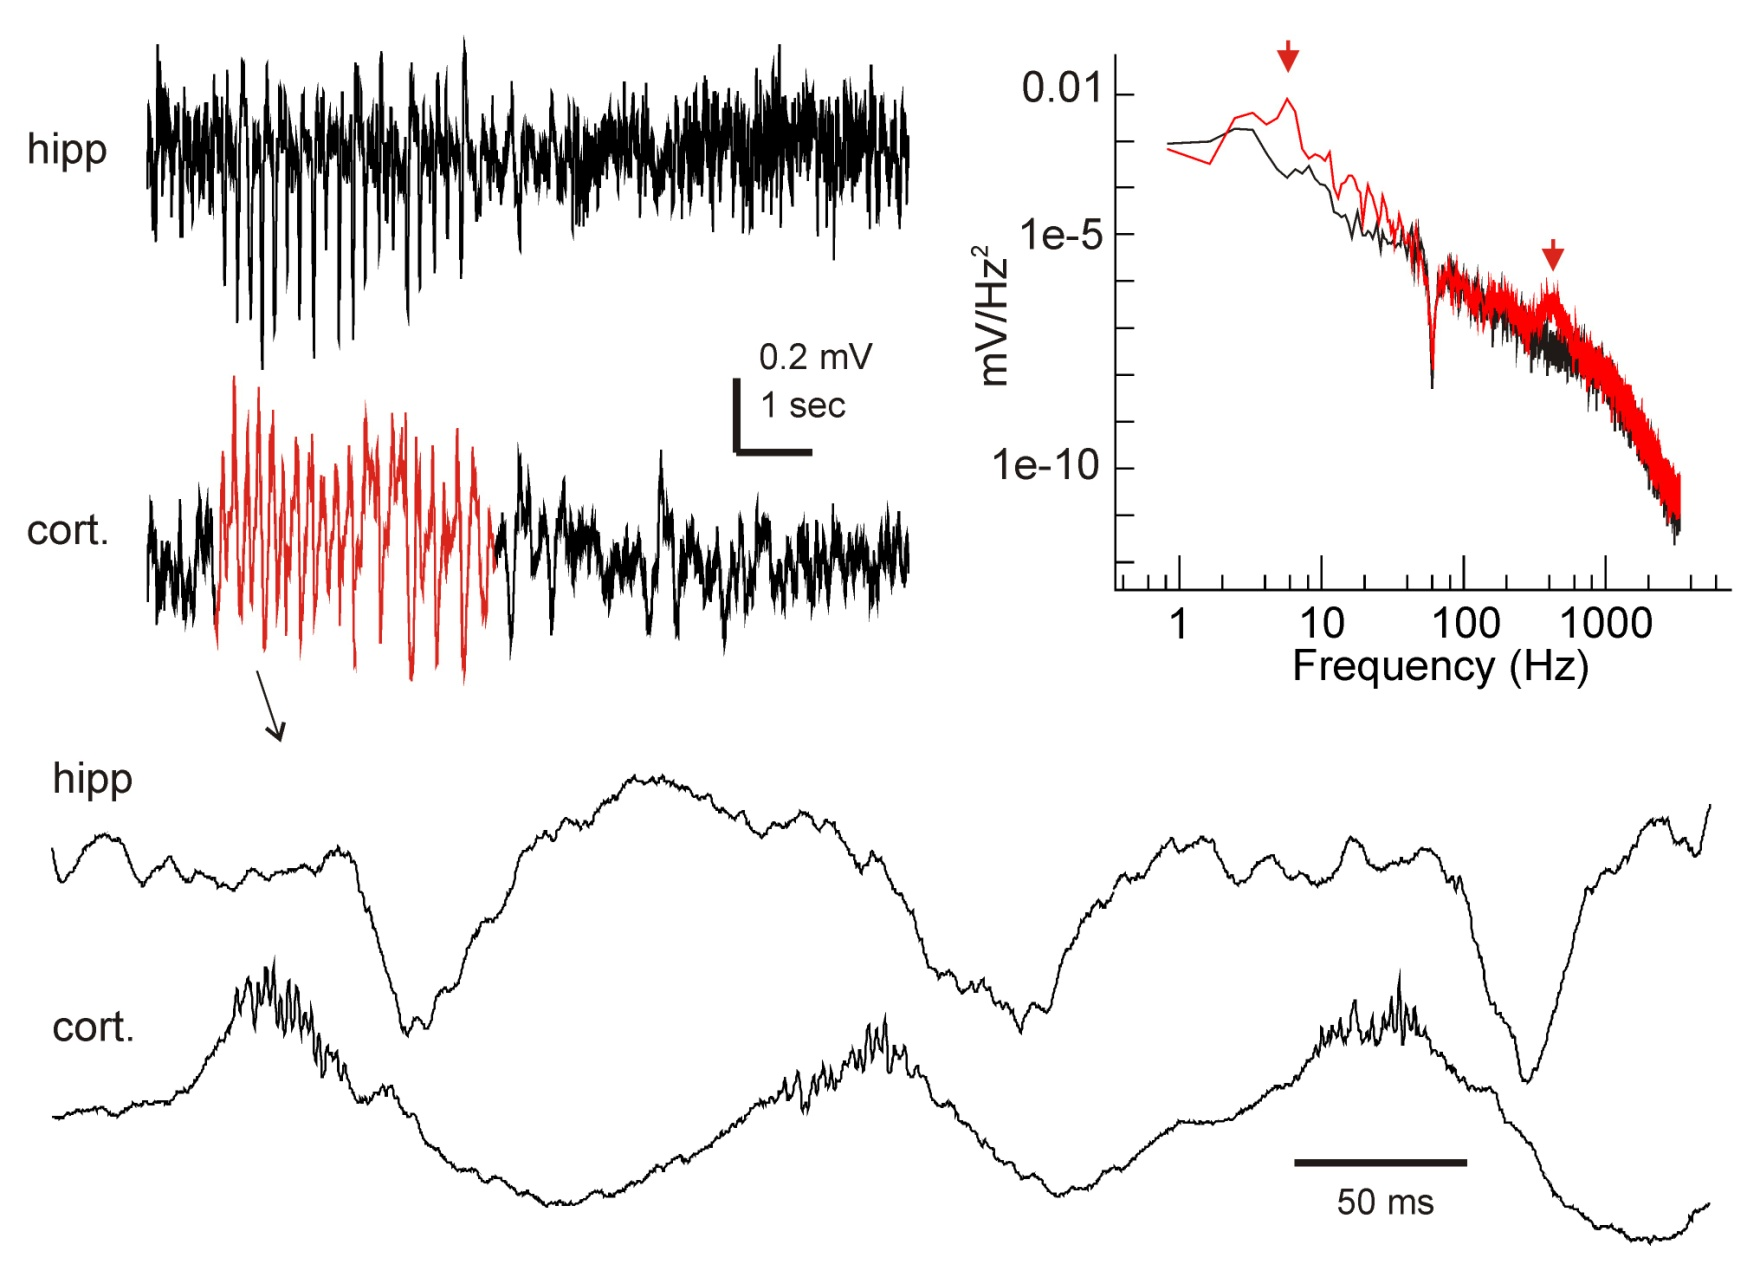 hipp
0.2 mV
1 sec
cort.
0.01
1e-5
1e-10
mV/Hz²
1 10 100 1000
Frequency (Hz)
hipp
cort.
50 ms